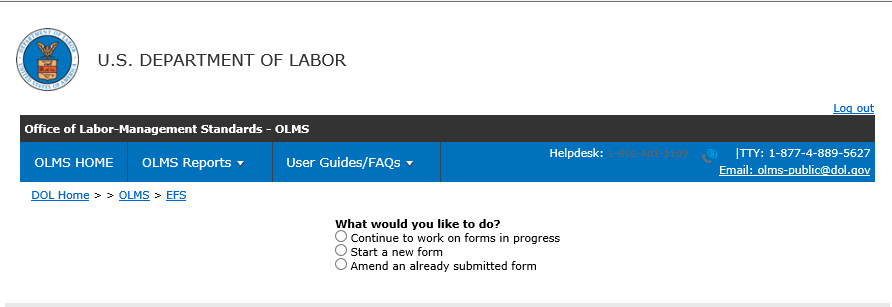 U.S. DEPARTMENT OF LABOR
Log out
Office of Labor-Management Standards - OLMS
OLMS HOME OLMS Reports User Guides/FAQs Helpdesk: |TTY: 1-877-4-889-5627
Email: olms-public@dol.gov
DOL Home > > OLMS > EFS
What would you like to do?
Continue to work on forms in progress
Start a new form
Amend an already submitted form